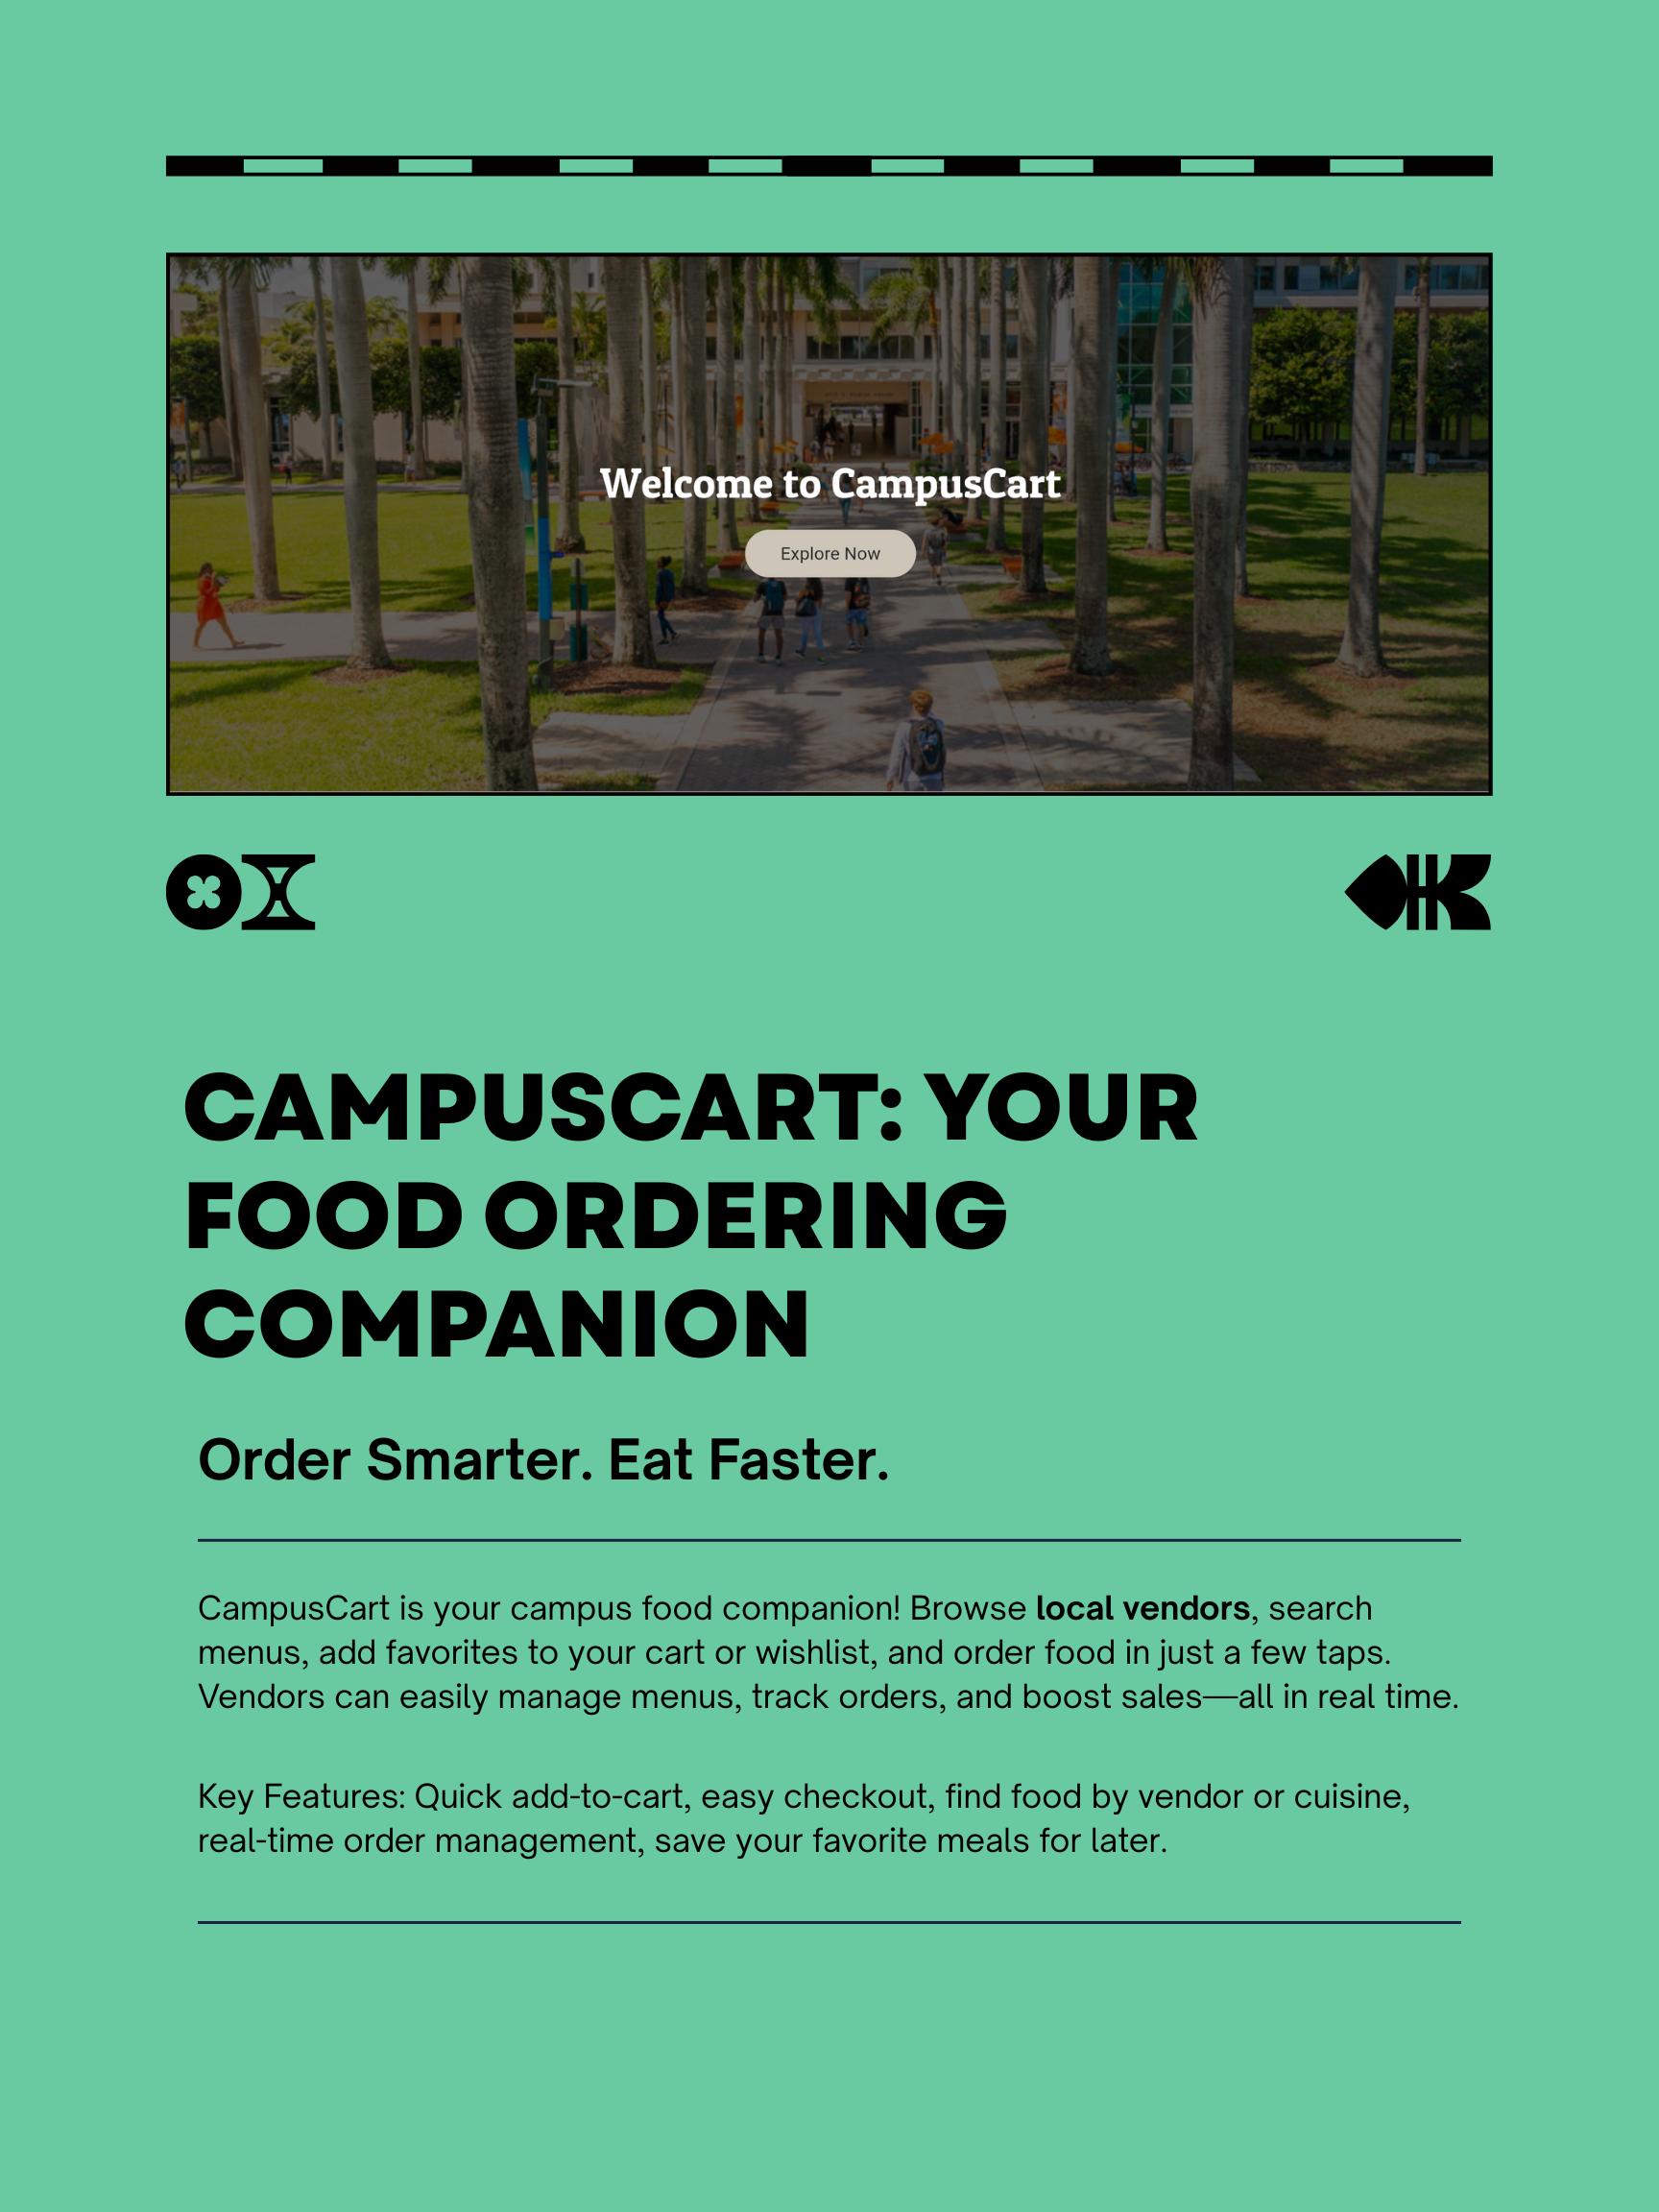 Welcome to CampusCart
Explore Now
CAMPUSCART: YOUR
FOOD ORDERING
COMPANION
Order Smarter. Eat Faster.
CampusCart is your campus food companion! Browse local vendors, search
menus, add favorites to your cart or wishlist, and order food in just a few taps.
Vendors can easily manage menus, track orders, and boost sales—all in real time.
Key Features: Quick add-to-cart, easy checkout, find food by vendor or cuisine,
real-time order management, save your favorite meals for later.